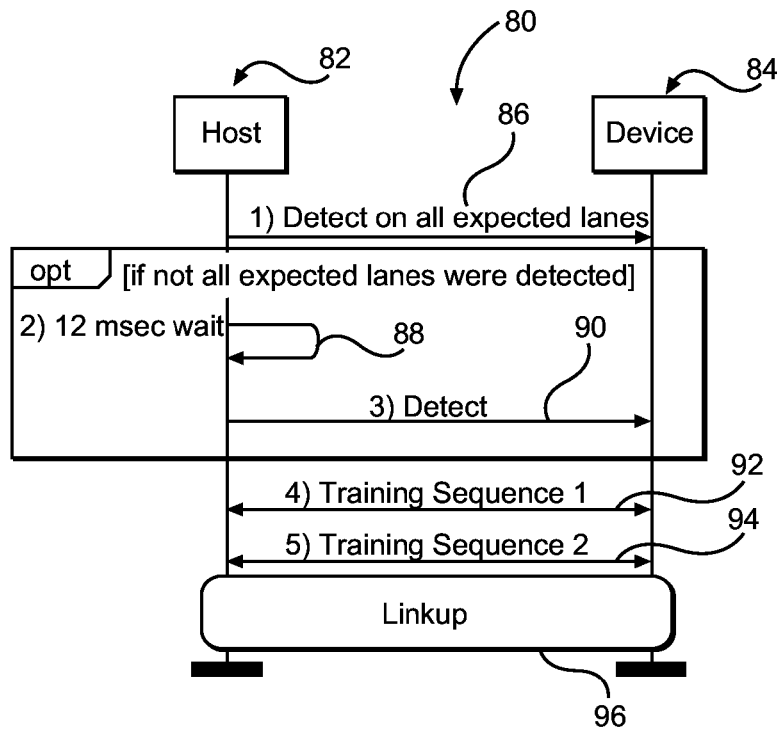 80
82
84
Host
86
Device
1) Detect on all expected lanes
opt
[if not all expected lanes were detected]
2) 12 msec wait
88
90
3) Detect
92
4) Training Sequence 1
94
5) Training Sequence 2
Linkup
96